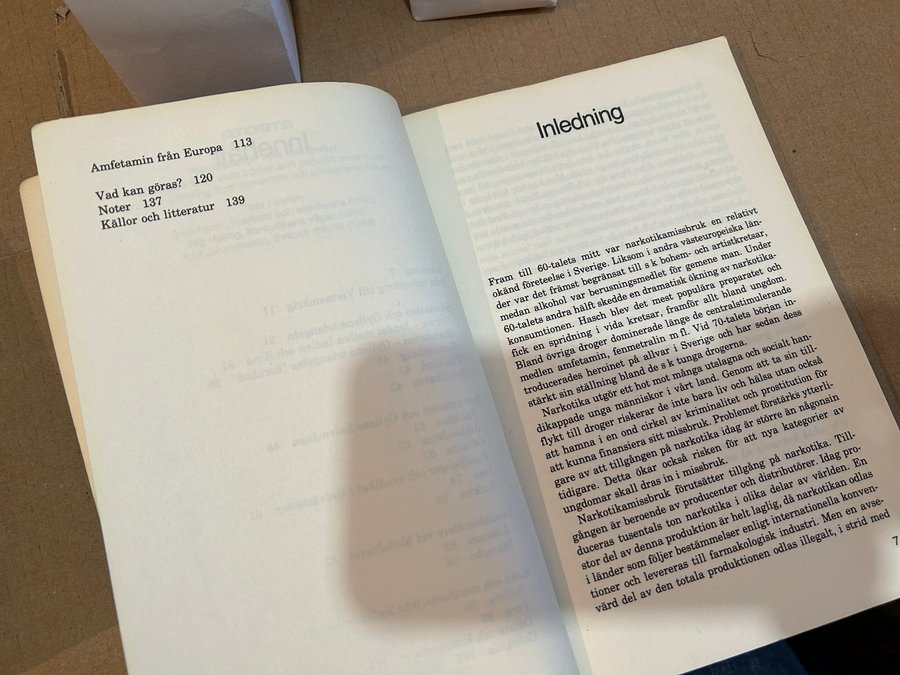 Amfetamin från Europa 113
Vad kan göras? 120
Noter 137
Källor och litteratur 139
Inledning
Fram till 60-talets mitt var narkotikamissbruk en relativt
okänd företeelse i Sverige. Liksom i andra västeuropeiska län-
der var det främst begränsat till s k bohem- och artistkretsar,
medan alkohol var berusningsmedlet för gemene man. Under
60-talets andra hälft skedde en dramatisk ökning av narkotika-
konsumtionen. Hasch blev det mest populära preparatet och
fick en spridning i vida kretsar, framför allt bland ungdom.
Bland övriga droger dominerade länge de centralstimulerande
medlen amfetamin, fenmetralin m fl. Vid 70-talets början in-
troducerades heroinet på allvar i Sverige och har sedan dess
stärkt sin ställning bland de s k tunga drogerna.
Narkotika utgör ett hot mot många utslagna och socialt han-
dikappade unga människor i vårt land. Genom att ta sin till-
flykt till droger riskerar de inte bara liv och hälsa utan också
att hamna i en ond cirkel av kriminalitet och prostitution för
att kunna finansiera sitt missbruk. Problemet förstärks ytterli-
gare av att tillgången på narkotika idag är större än någonsin
tidigare. Detta ökar också risken för att nya kategorier av
ungdomar skall dras in i missbruk.
Narkotikamissbruk förutsätter tillgång på narkotika. Till-
gången är beroende av producenter och distributörer. Idag pro-
duceras tusentals ton narkotika i olika delar av världen. En
stor del av denna produktion är helt laglig, då narkotikan odlas
i länder som följer bestämmelser enligt internationella konven-
tioner och levereras till farmakologisk industri. Men en avse-
värd del av den totala produktionen odlas illegalt, i strid med
7